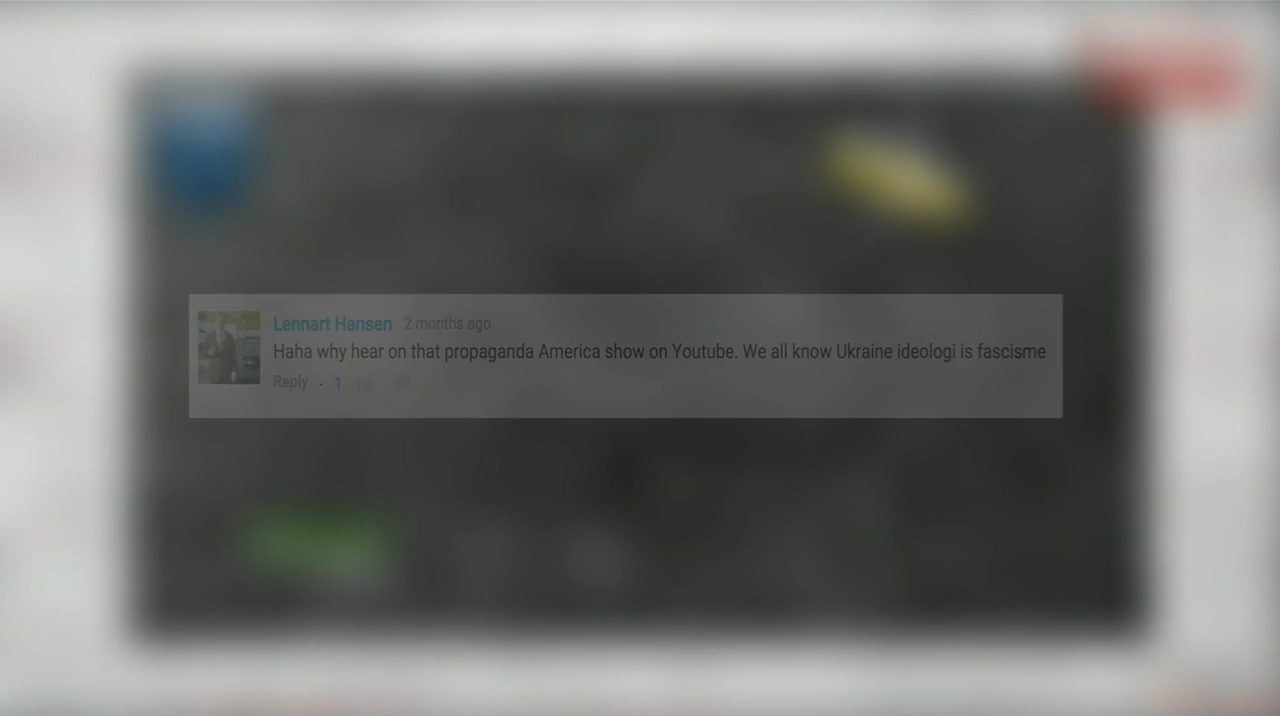 Lennart Hansen 2 months ago
Haha why hear on that propaganda America show on Youtube. We all know Ukraine ideologi is fascisme
Reply · 1